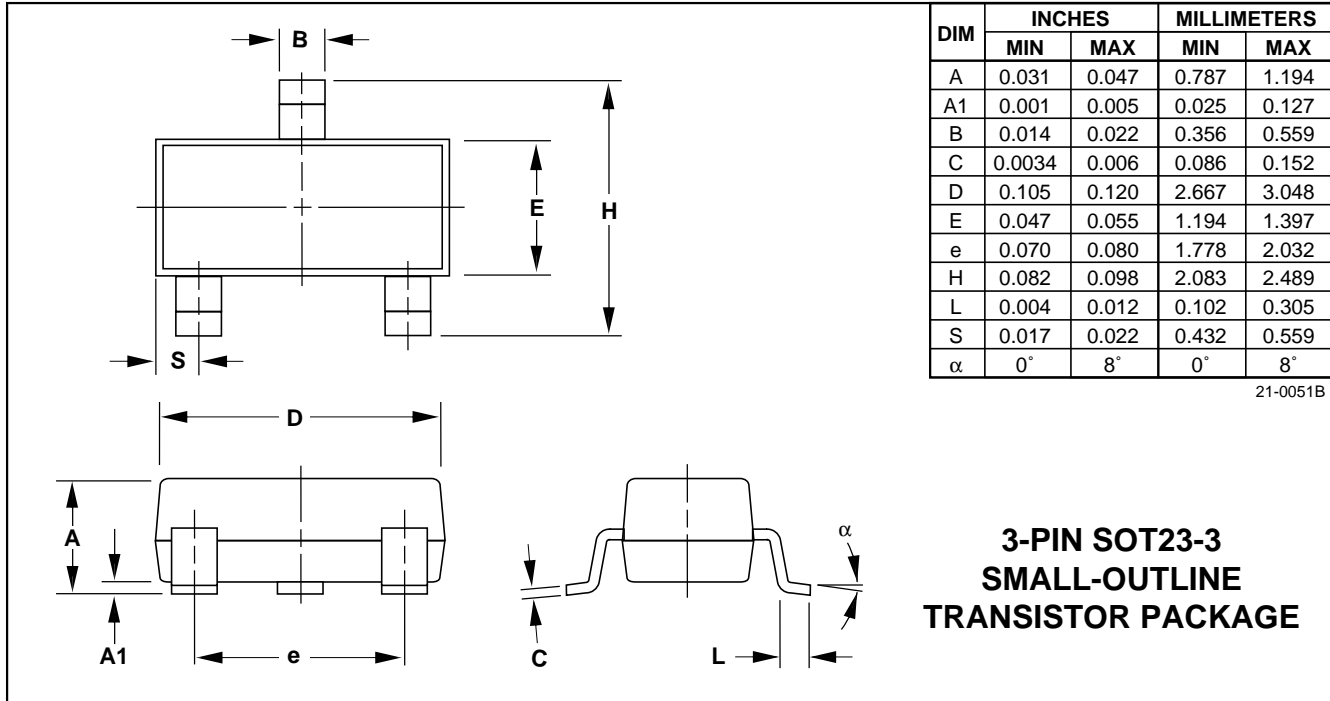 B
H
E
S
D
A
A1
e
C
L
α
DIM INCHES MILLIMETERS
MIN MAX MIN MAX
A 0.031 0.047 0.787 1.194
A1 0.001 0.005 0.025 0.127
B 0.014 0.022 0.356 0.559
C 0.0034 0.006 0.086 0.152
D 0.105 0.120 2.667 3.048
E 0.047 0.055 1.194 1.397
e 0.070 0.080 1.778 2.032
H 0.082 0.098 2.083 2.489
L 0.004 0.012 0.102 0.305
S 0.017 0.022 0.432 0.559
α 0° 8° 0° 8°
21-0051B
3-PIN SOT23-3
SMALL-OUTLINE
TRANSISTOR PACKAGE